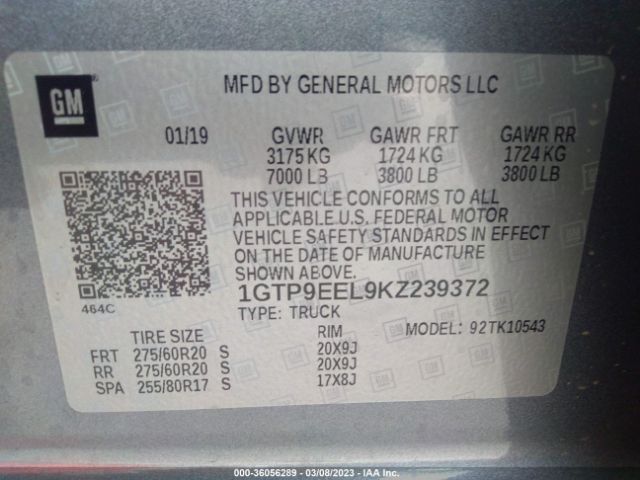 GM
MFD BY GENERAL MOTORS LLC
01/19 GVWR GAWR FRT GAWR RR
3175 KG 1724 KG 1724 KG
7000 LB 3800 LB 3800 LB
THIS VEHICLE CONFORMS TO ALL
APPLICABLE U.S. FEDERAL MOTOR
VEHICLE SAFETY STANDARDS IN EFFECT
ON THE DATE OF MANUFACTURE
SHOWN ABOVE.
464C
1GTP9EEL9KZ239372
TYPE: TRUCK
TIRE SIZE RIM MODEL: 92TK10543
FRT 275/60R20 S 20X9J
RR 275/60R20 S 20X9J
SPA 255/80R17 S 17X8J
000-36056289 - 03/08/2023 - IAA Inc.